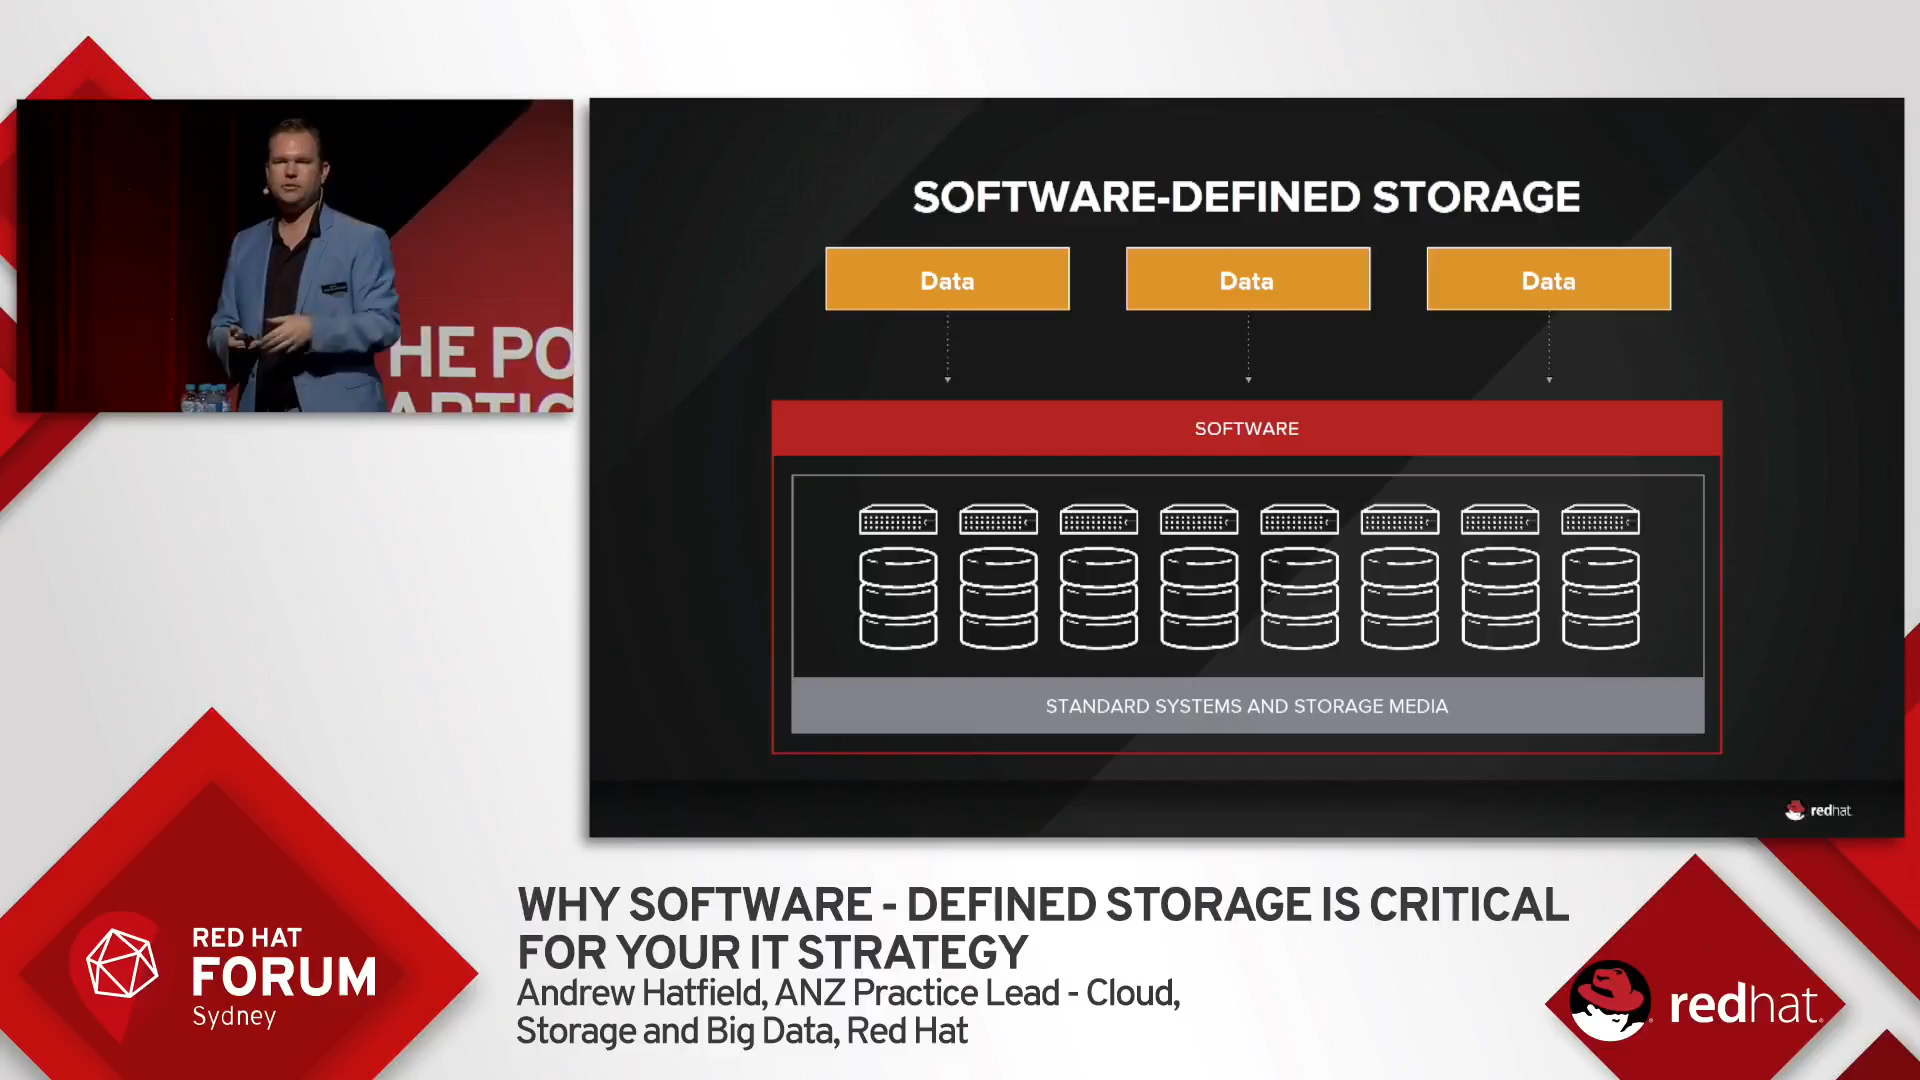 HE PO
ARTIC
SOFTWARE-DEFINED STORAGE
Data
Data
Data
SOFTWARE
STANDARD SYSTEMS AND STORAGE MEDIA
redhat.
WHY SOFTWARE - DEFINED STORAGE IS CRITICAL
FOR YOUR IT STRATEGY
Andrew Hatfield, ANZ Practice Lead - Cloud,
Storage and Big Data, Red Hat
RED HAT
FORUM
Sydney
redhat.